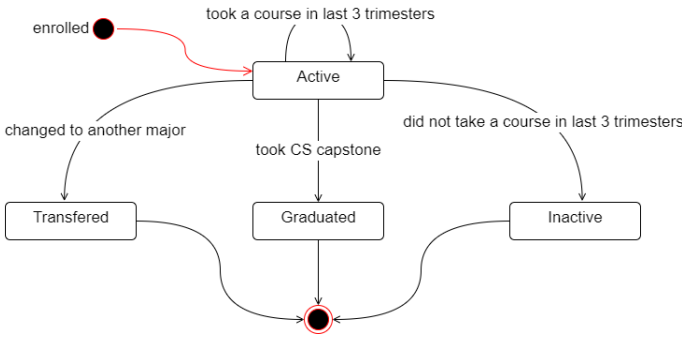 took a course in last 3 trimesters
enrolled
Active
changed to another major
did not take a course in last 3 trimesters
took CS capstone
Transfered
Graduated
Inactive